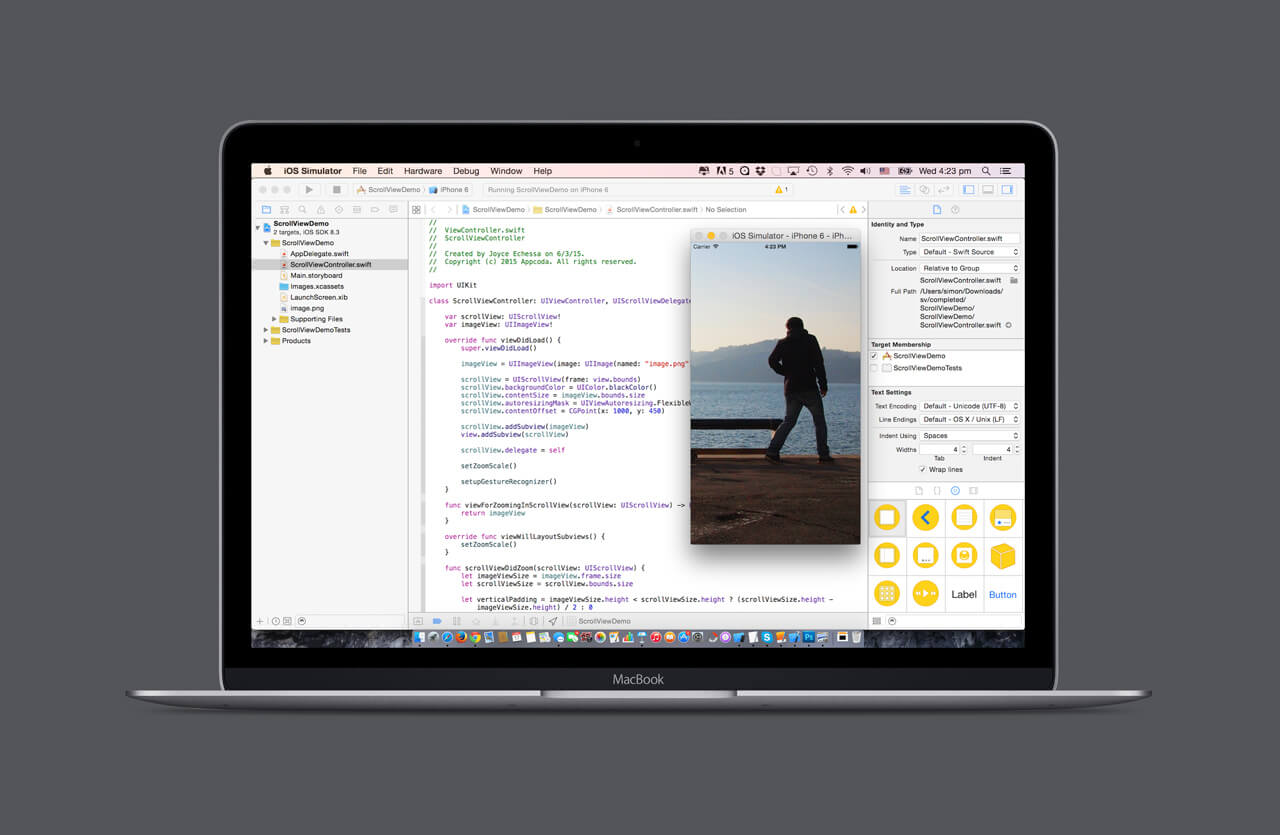 iOS Simulator File Edit Hardware Debug Window Help
5
Wed 4:23 pm
ScrollViewDemo iPhone 6
Running ScrollViewDemo on iPhone 6
1
ScrollViewDemo
2 targets, iOS SDK 8.3
ScrollViewDemo
AppDelegate.swift
ScrollViewController.swift
Main.storyboard
Images.xcassets
LaunchScreen.xib
image.png
Supporting Files
ScrollViewDemoTests
Products
ScrollViewDemo ScrollViewDemo ScrollViewController.swift No Selection
//
// ViewController.swift
// ScrollViewController
//
// Created by Joyce Echessa on 6/3/15.
// Copyright (c) 2015 Appcoda. All rights reserved.
//
import UIKit
class ScrollViewController: UIViewController, UIScrollViewDelegate
var scrollView: UIScrollView!
var imageView: UIImageView!
override func viewDidLoad() {
super.viewDidLoad()
imageView = UIImageView(image: UIImage(named: "image.png"
scrollView = UIScrollView(frame: view.bounds)
scrollView.backgroundColor = UIColor.blackColor()
scrollView.contentSize = imageView.bounds.size
scrollView.autoresizingMask = UIViewAutoresizing.Flexible
scrollView.contentOffset = CGPoint(x: 1000, y: 450)
scrollView.addSubview(imageView)
view.addSubview(scrollView)
scrollView.delegate = self
setZoomScale()
setupGestureRecognizer()
}
func viewForZoomingInScrollView(scrollView: UIScrollView) ->
return imageView
}
override func viewWillLayoutSubviews() {
setZoomScale()
}
func scrollViewDidZoom(scrollView: UIScrollView) {
let imageViewSize = imageView.frame.size
let scrollViewSize = scrollView.bounds.size
let verticalPadding = imageViewSize.height < scrollViewSize.height ? (scrollViewSize.height -
imageViewSize.height) / 2 : 0
ScrollViewDemo
iOS Simulator - iPhone 6 - iPh...
Carrier 4:23 PM
Identity and Type
Name ScrollViewController.swift
Type Default - Swift Source
Location Relative to Group
ScrollViewController.swift
Full Path /Users/simon/Downloads/
sv/completed/
ScrollViewDemo/
ScrollViewDemo/
ScrollViewController.swift
Target Membership
ScrollViewDemo
ScrollViewDemoTests
Text Settings
Text Encoding Default - Unicode (UTF-8)
Line Endings Default - OS X / Unix (LF)
Indent Using Spaces
Widths 4 4
Tab Indent
Wrap lines
Label Button
MacBook